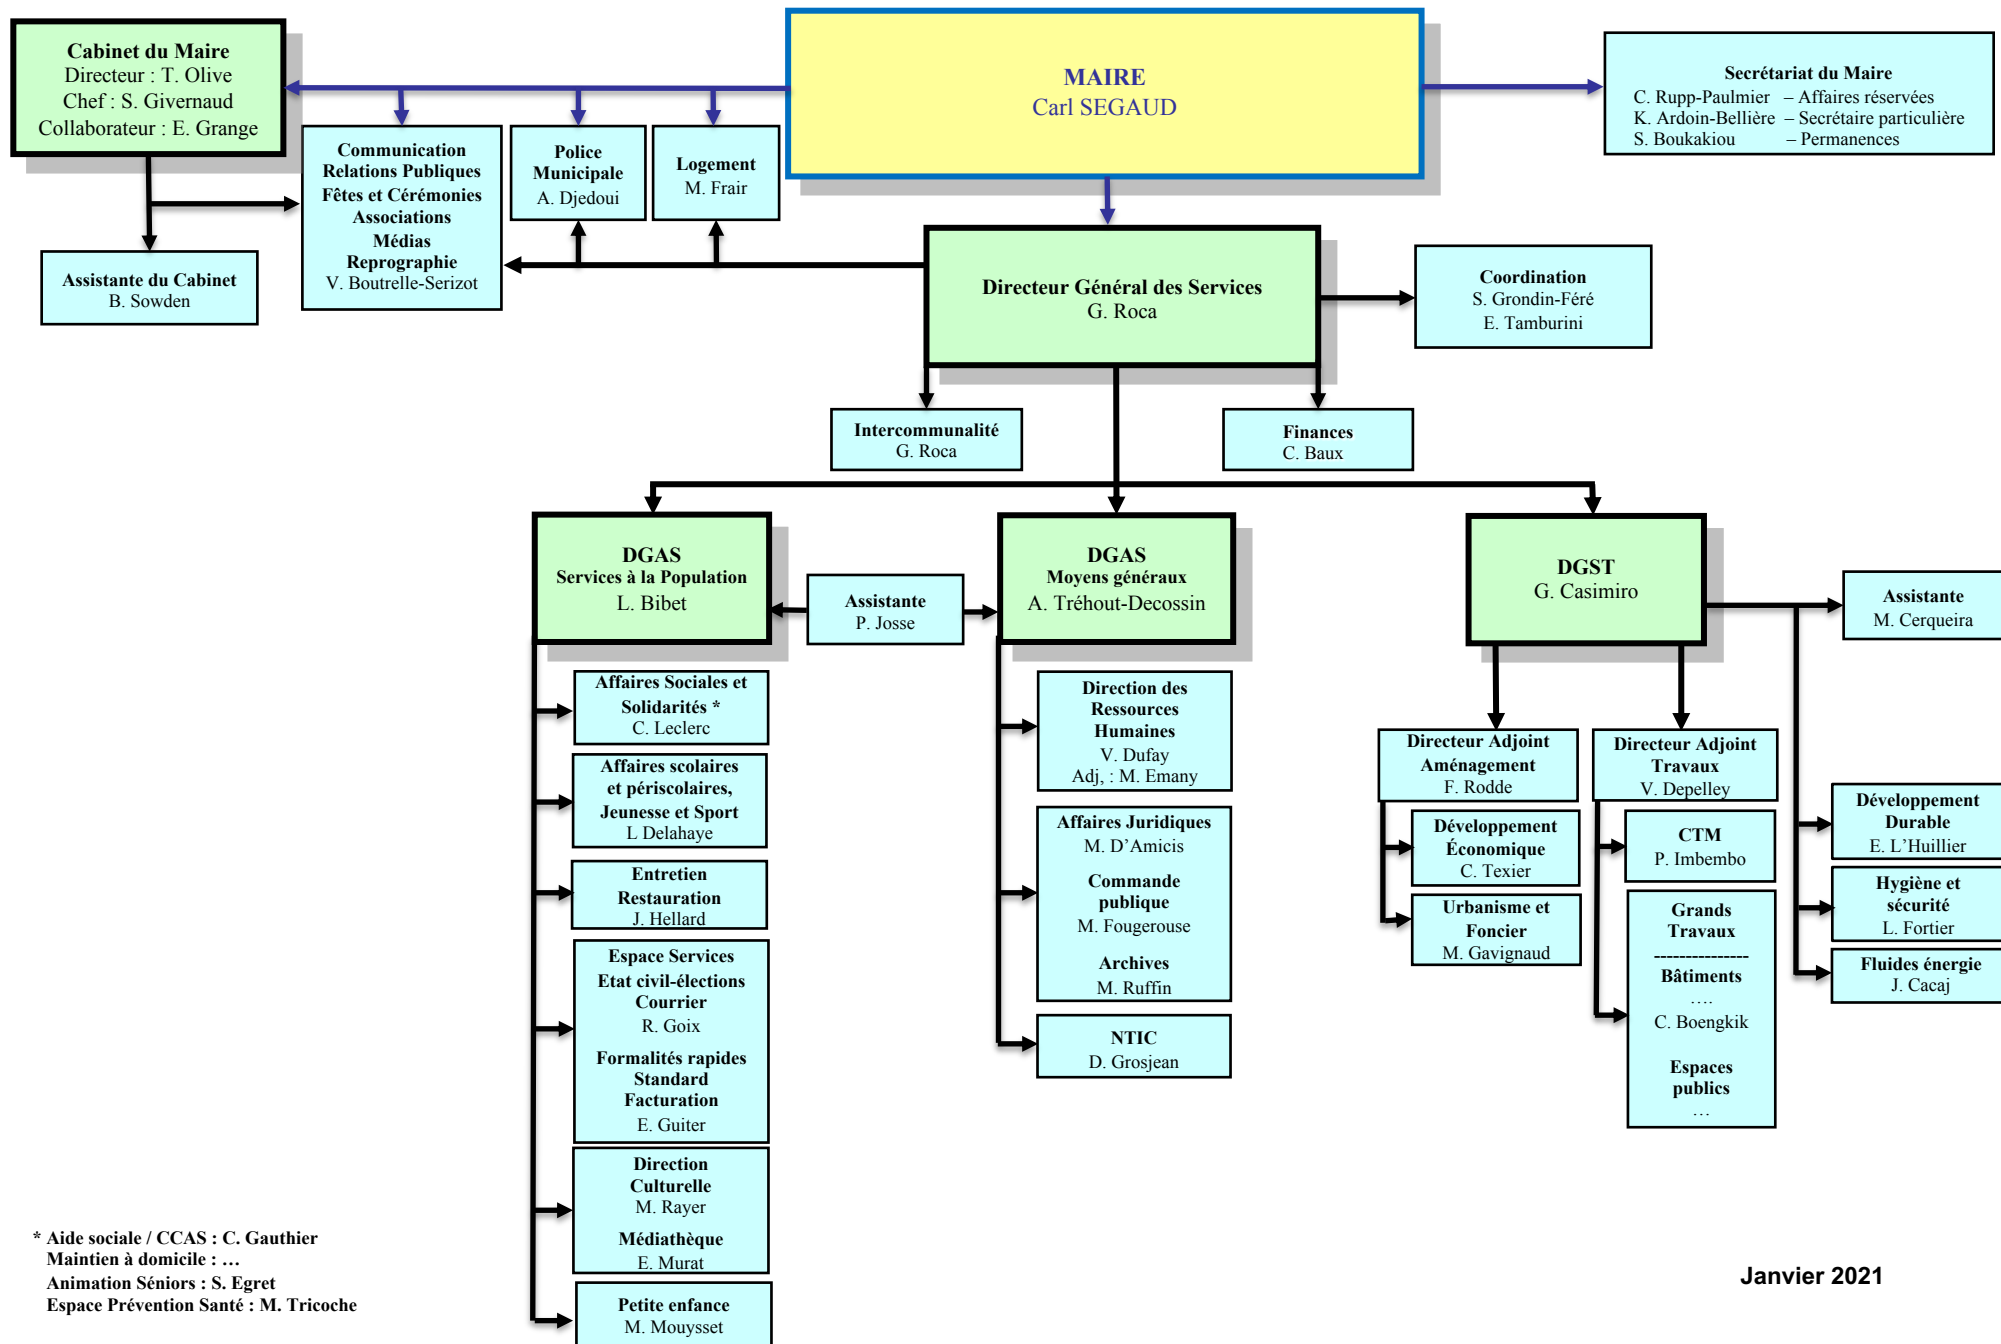 Cabinet du Maire
Directeur : T. Olive
Chef : S. Givernaud
Collaborateur : E. Grange
MAIRE
Carl SEGAUD
Secrétariat du Maire
C. Rupp-Paulmier – Affaires réservées
K. Ardoin-Bellière – Secrétaire particulière
S. Boukakiou – Permanences
Communication
Relations Publiques
Fêtes et Cérémonies
Associations
Médias
Reprographie
V. Boutrelle-Serizot
Police
Municipale
A. Djedoui
Logement
M. Frair
Assistante du Cabinet
B. Sowden
Directeur Général des Services
G. Roca
Coordination
S. Grondin-Féré
E. Tamburini
Intercommunalité
G. Roca
Finances
C. Baux
DGAS
Services à la Population
L. Bibet
Assistante
P. Josse
DGAS
Moyens généraux
A. Tréhout-Decossin
DGST
G. Casimiro
Assistante
M. Cerqueira
Affaires Sociales et
Solidarités *
C. Leclerc
Affaires scolaires
et périscolaires,
Jeunesse et Sport
L Delahaye
Entretien
Restauration
J. Hellard
Espace Services
Etat civil-élections
Courrier
R. Goix
Formalités rapides
Standard
Facturation
E. Guiter
Direction
Culturelle
M. Rayer
Médiathèque
E. Murat
Petite enfance
M. Mouysset
Direction des
Ressources
Humaines
V. Dufay
Adj, : M. Emany
Affaires Juridiques
M. D’Amicis
Commande
publique
M. Fougerouse
Archives
M. Ruffin
NTIC
D. Grosjean
Directeur Adjoint
Aménagement
F. Rodde
Développement
Économique
C. Texier
Urbanisme et
Foncier
M. Gavignaud
Directeur Adjoint
Travaux
V. Depelley
CTM
P. Imbembo
Grands
Travaux
---------------
Bâtiments
….
C. Boengkik
Espaces
publics
…
Développement
Durable
E. L’Huillier
Hygiène et
sécurité
L. Fortier
Fluides énergie
J. Cacaj
* Aide sociale / CCAS : C. Gauthier
Maintien à domicile : …
Animation Séniors : S. Egret
Espace Prévention Santé : M. Tricoche
Janvier 2021